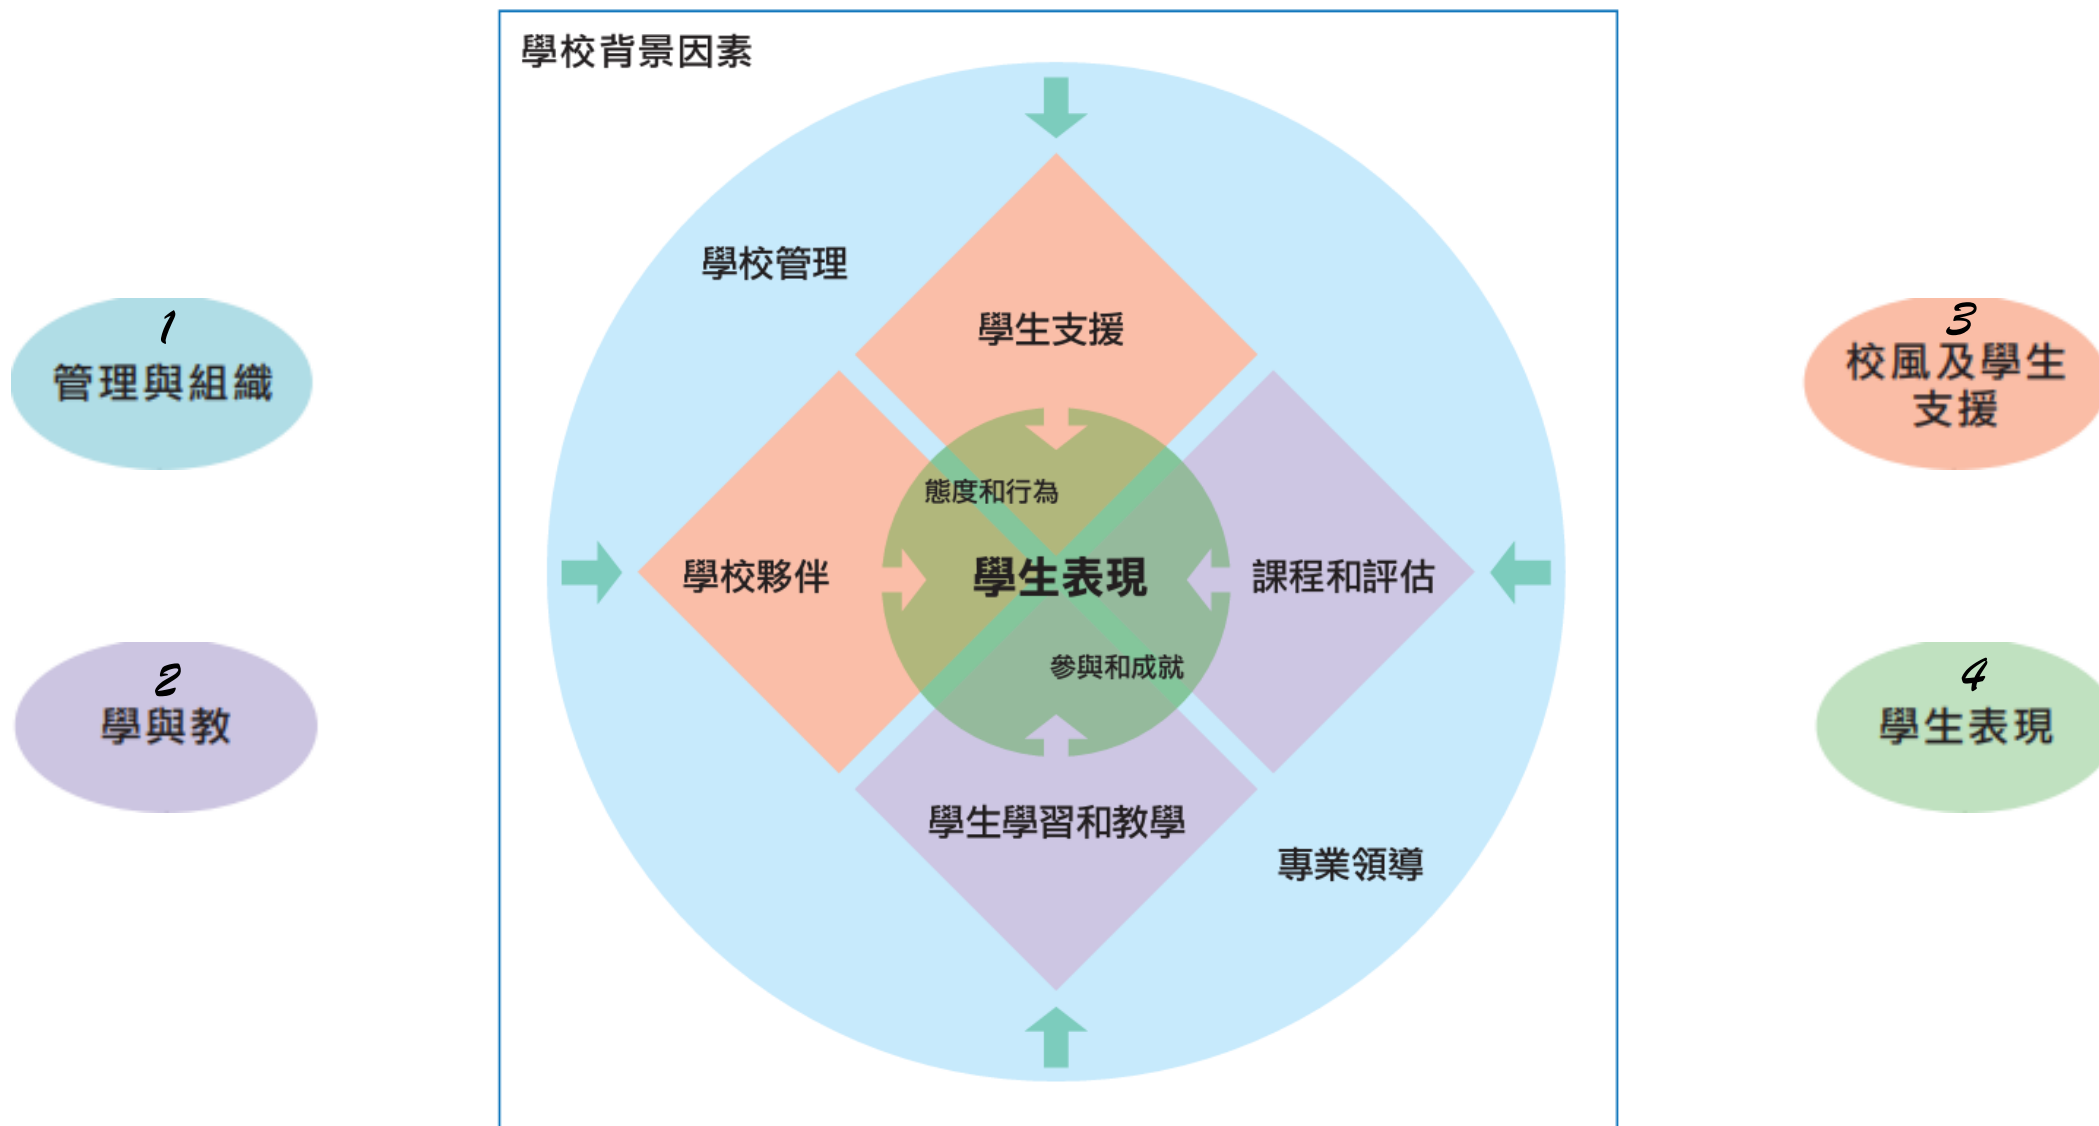 學校背景因素
學校管理
1
管理與組織
學生支援
3
校風及學生
支援
態度和行為
學校夥伴
學生表現
課程和評估
2
學與教
參與和成就
4
學生表現
學生學習和教學
專業領導